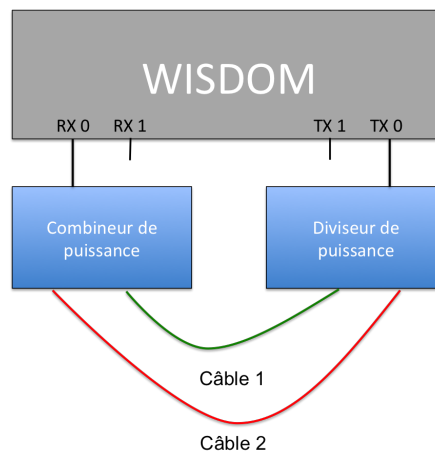 WISDOM
RX 0 RX 1 TX 1 TX 0
Combineur de
puissance
Diviseur de
puissance
Câble 1
Câble 2